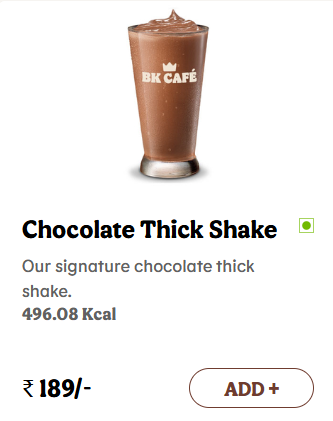 BK CAFÉ
Chocolate Thick Shake
Our signature chocolate thick
shake.
496.08 Kcal
₹ 189/-
ADD +